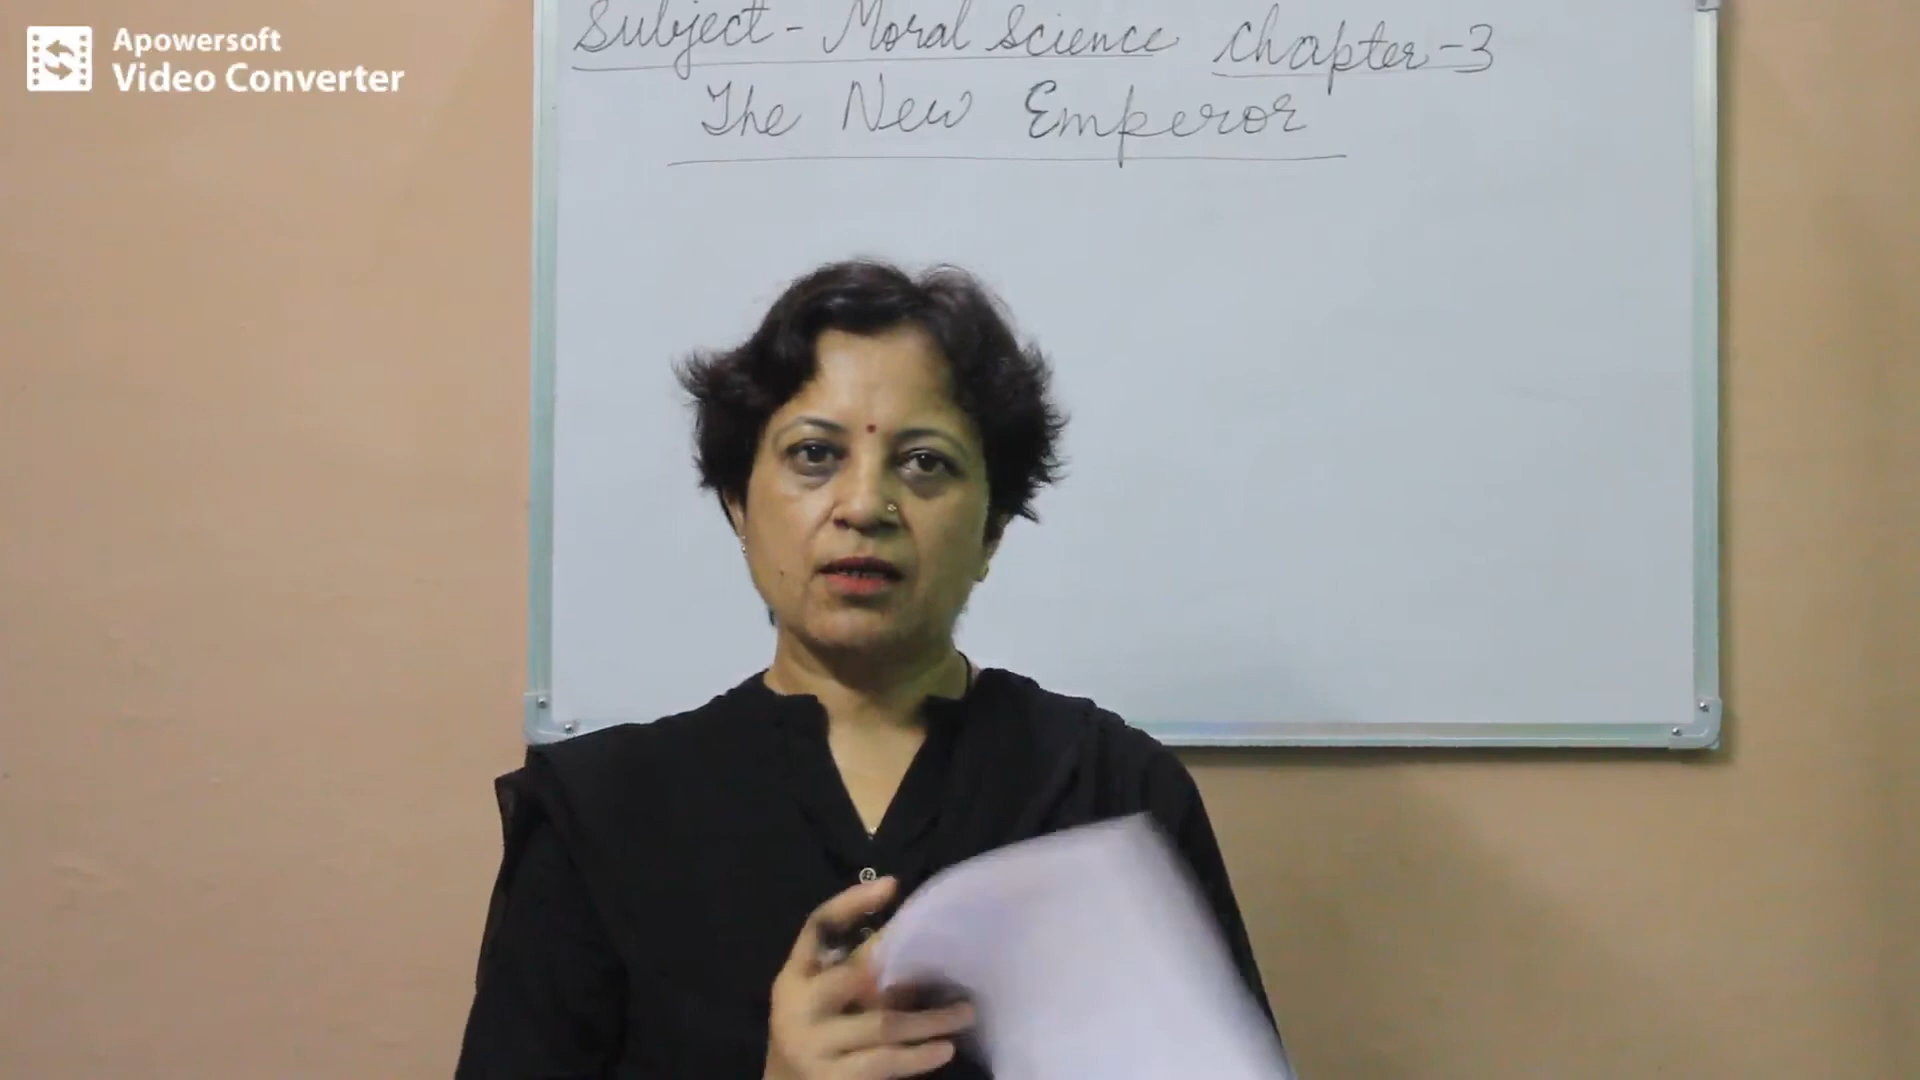 Apowersoft
Video Converter
Subject - Moral Science Chapter-3
The New Emperor